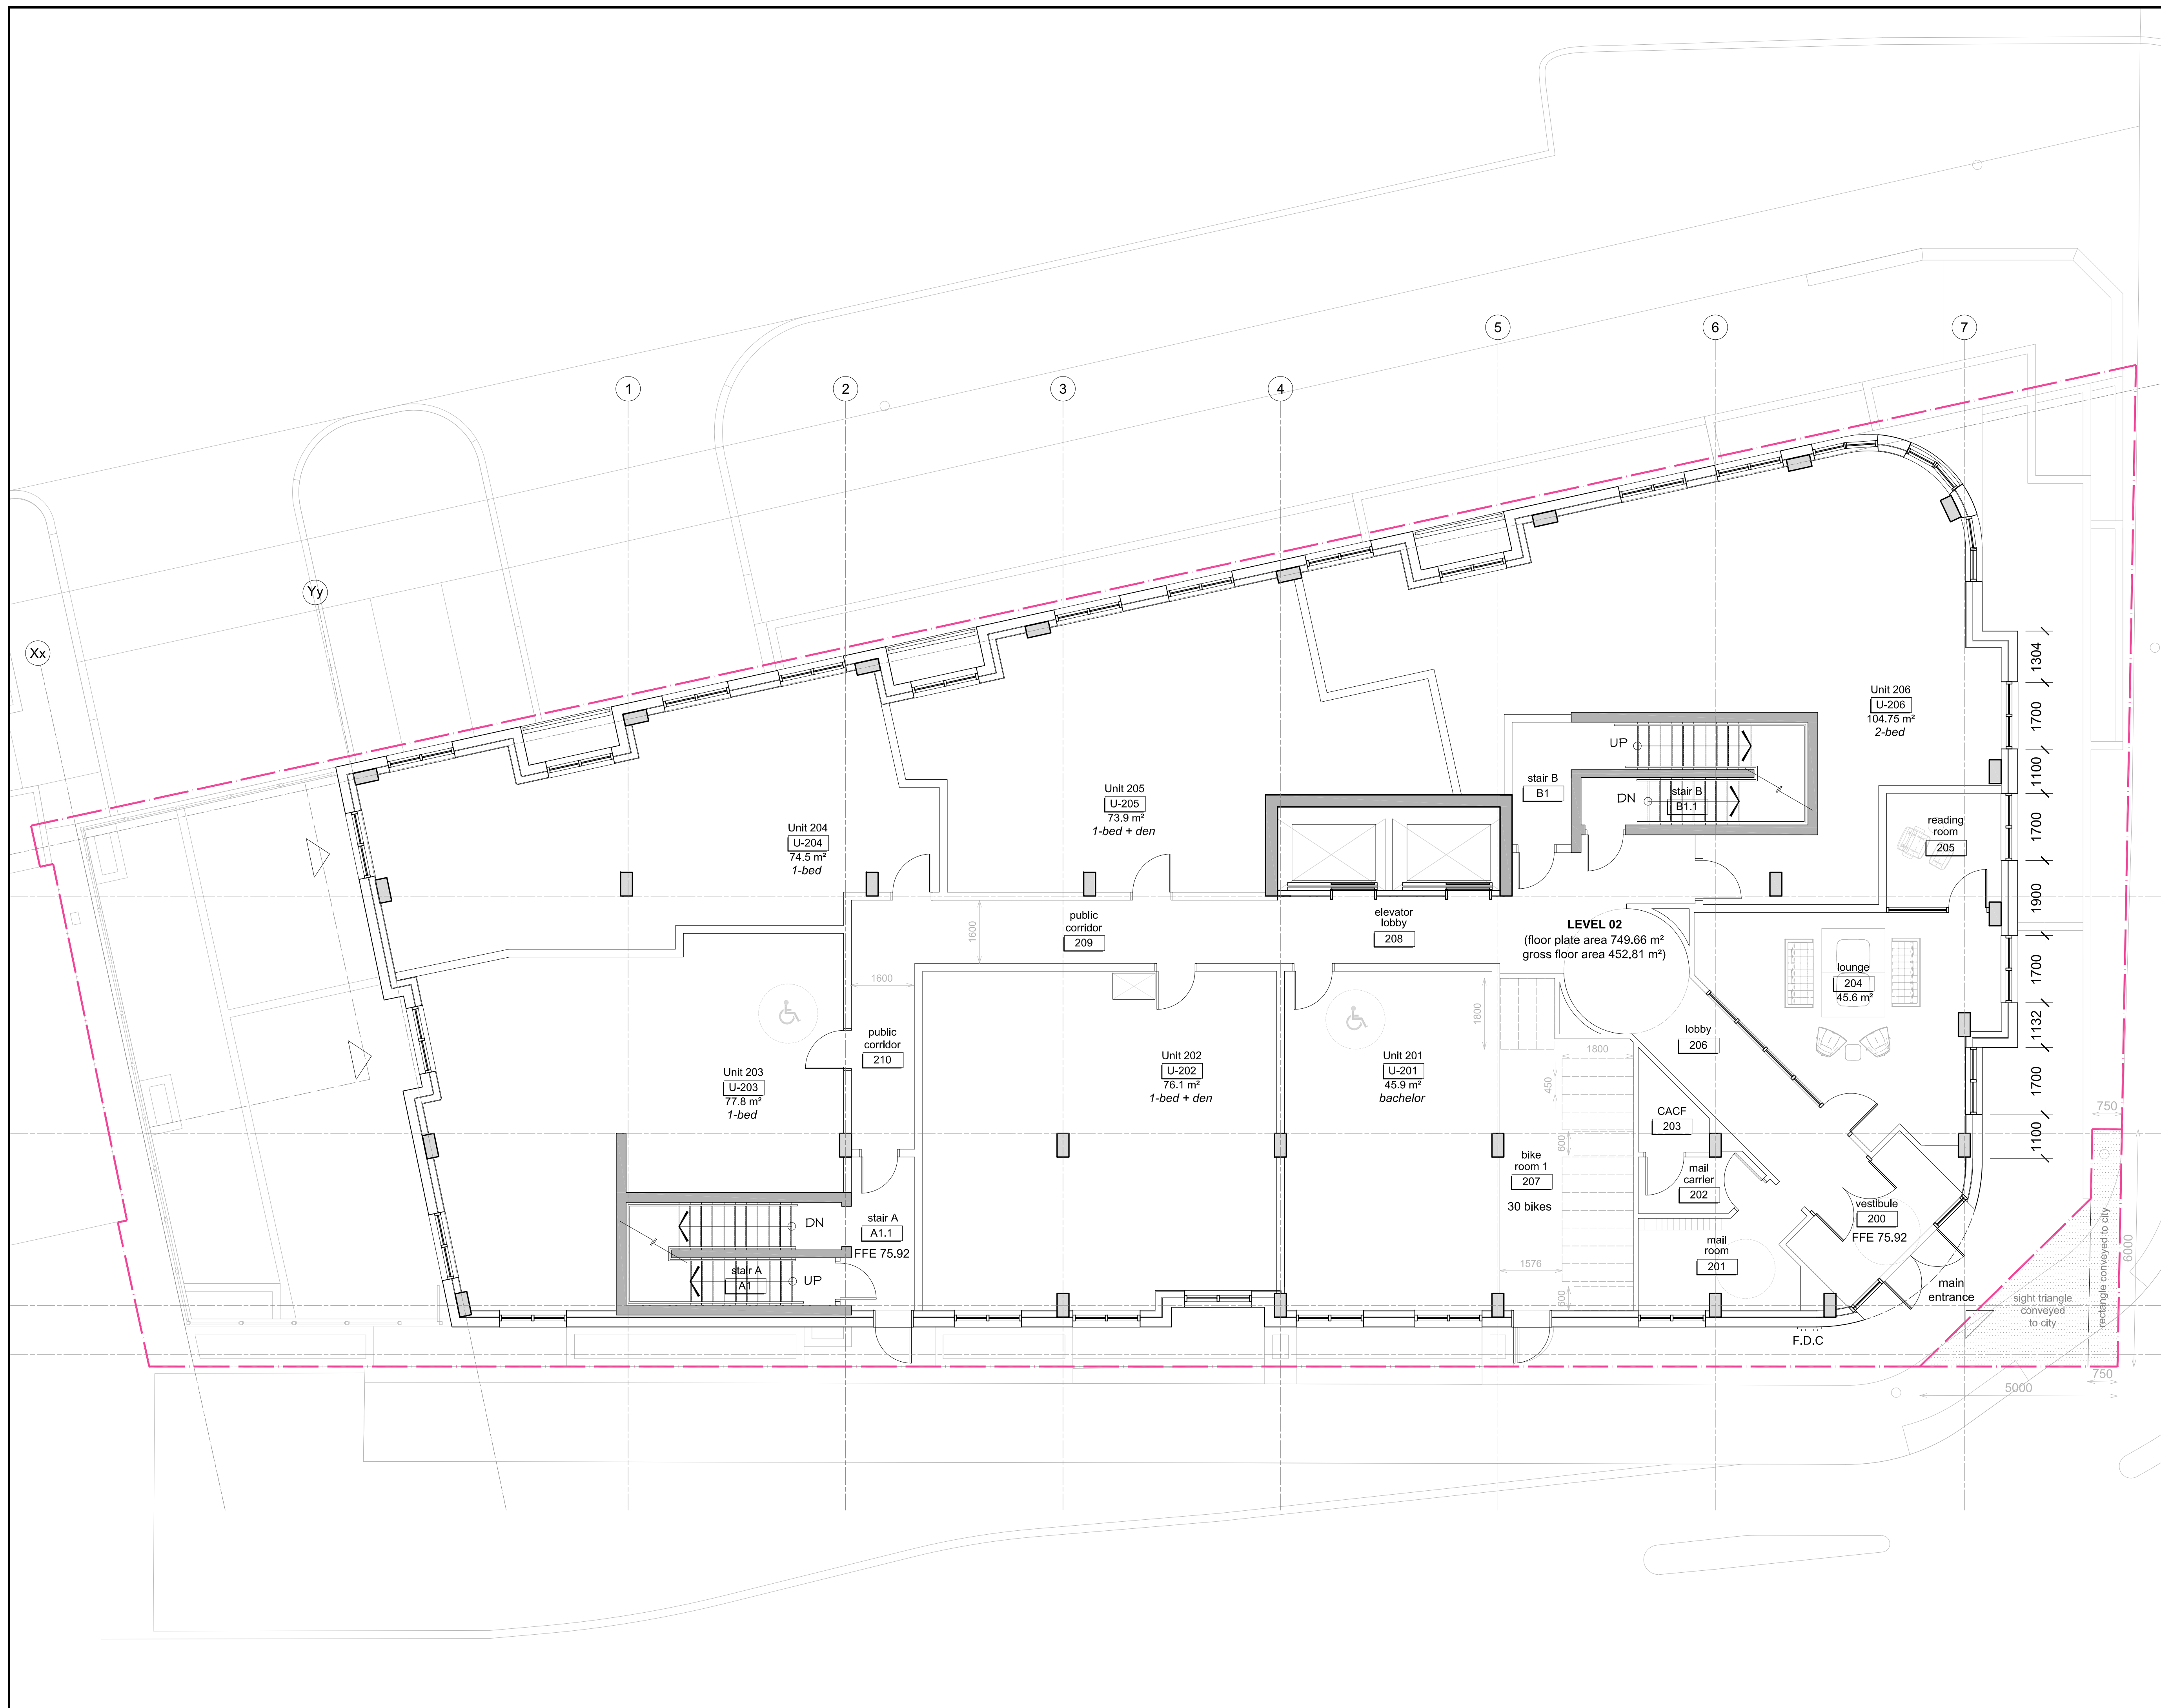 5
6
7
1
2
3
4
Yy
Xx
1304
1700
1100
1700
1900
1700
1132
1700
1100
Unit 206
U-206
104.75 m²
2-bed
UP
stair B
B1
DN
stair B
B1.1
reading
room
205
Unit 205
U-205
73.9 m²
1-bed + den
Unit 204
U-204
74.5 m²
1-bed
public
corridor
209
1600
elevator
lobby
208
LEVEL 02
(floor plate area 749.66 m²
gross floor area 452.81 m²)
lounge
204
45.6 m²
1600
public
corridor
210
1800
lobby
206
1800
450
Unit 203
U-203
77.8 m²
1-bed
Unit 202
U-202
76.1 m²
1-bed + den
Unit 201
U-201
45.9 m²
bachelor
CACF
203
600
bike
room 1
207
30 bikes
mail
carrier
202
750
DN
stair A
A1.1
FFE 75.92
stair A
A1
UP
vestibule
200
FFE 75.92
mail
room
201
1576
600
main
entrance
sight triangle
conveyed
to city
rectangle conveyed to city
6000
F.D.C
750
5000